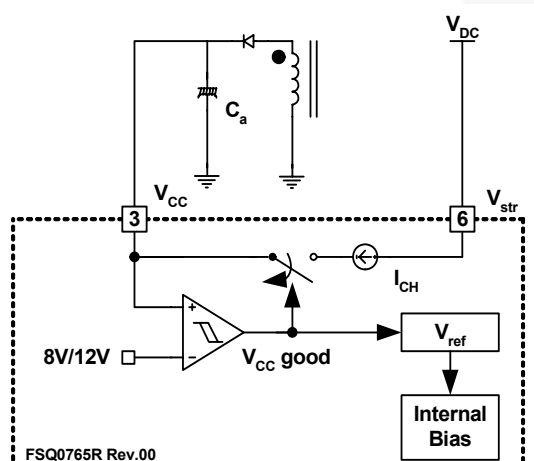 V_DC
C_a
V_CC
3
6
V_str
I_CH
+
8V/12V
-
V_CC good
V_ref
Internal
Bias
FSQ0765R Rev.00